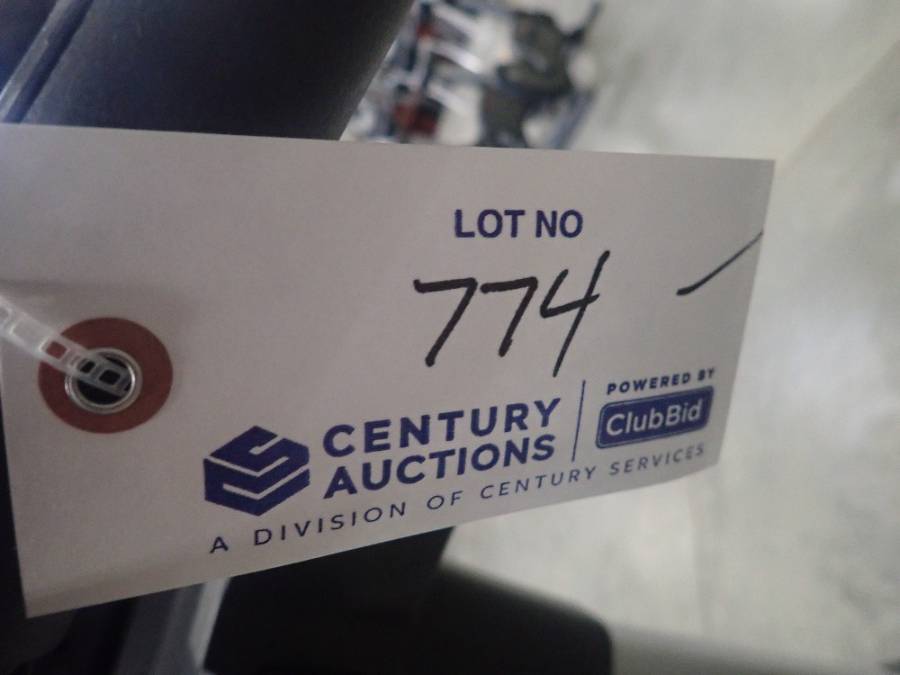 LOT NO
774
CENTURY
AUCTIONS
POWERED BY
ClubBid
A DIVISION OF CENTURY SERVICES